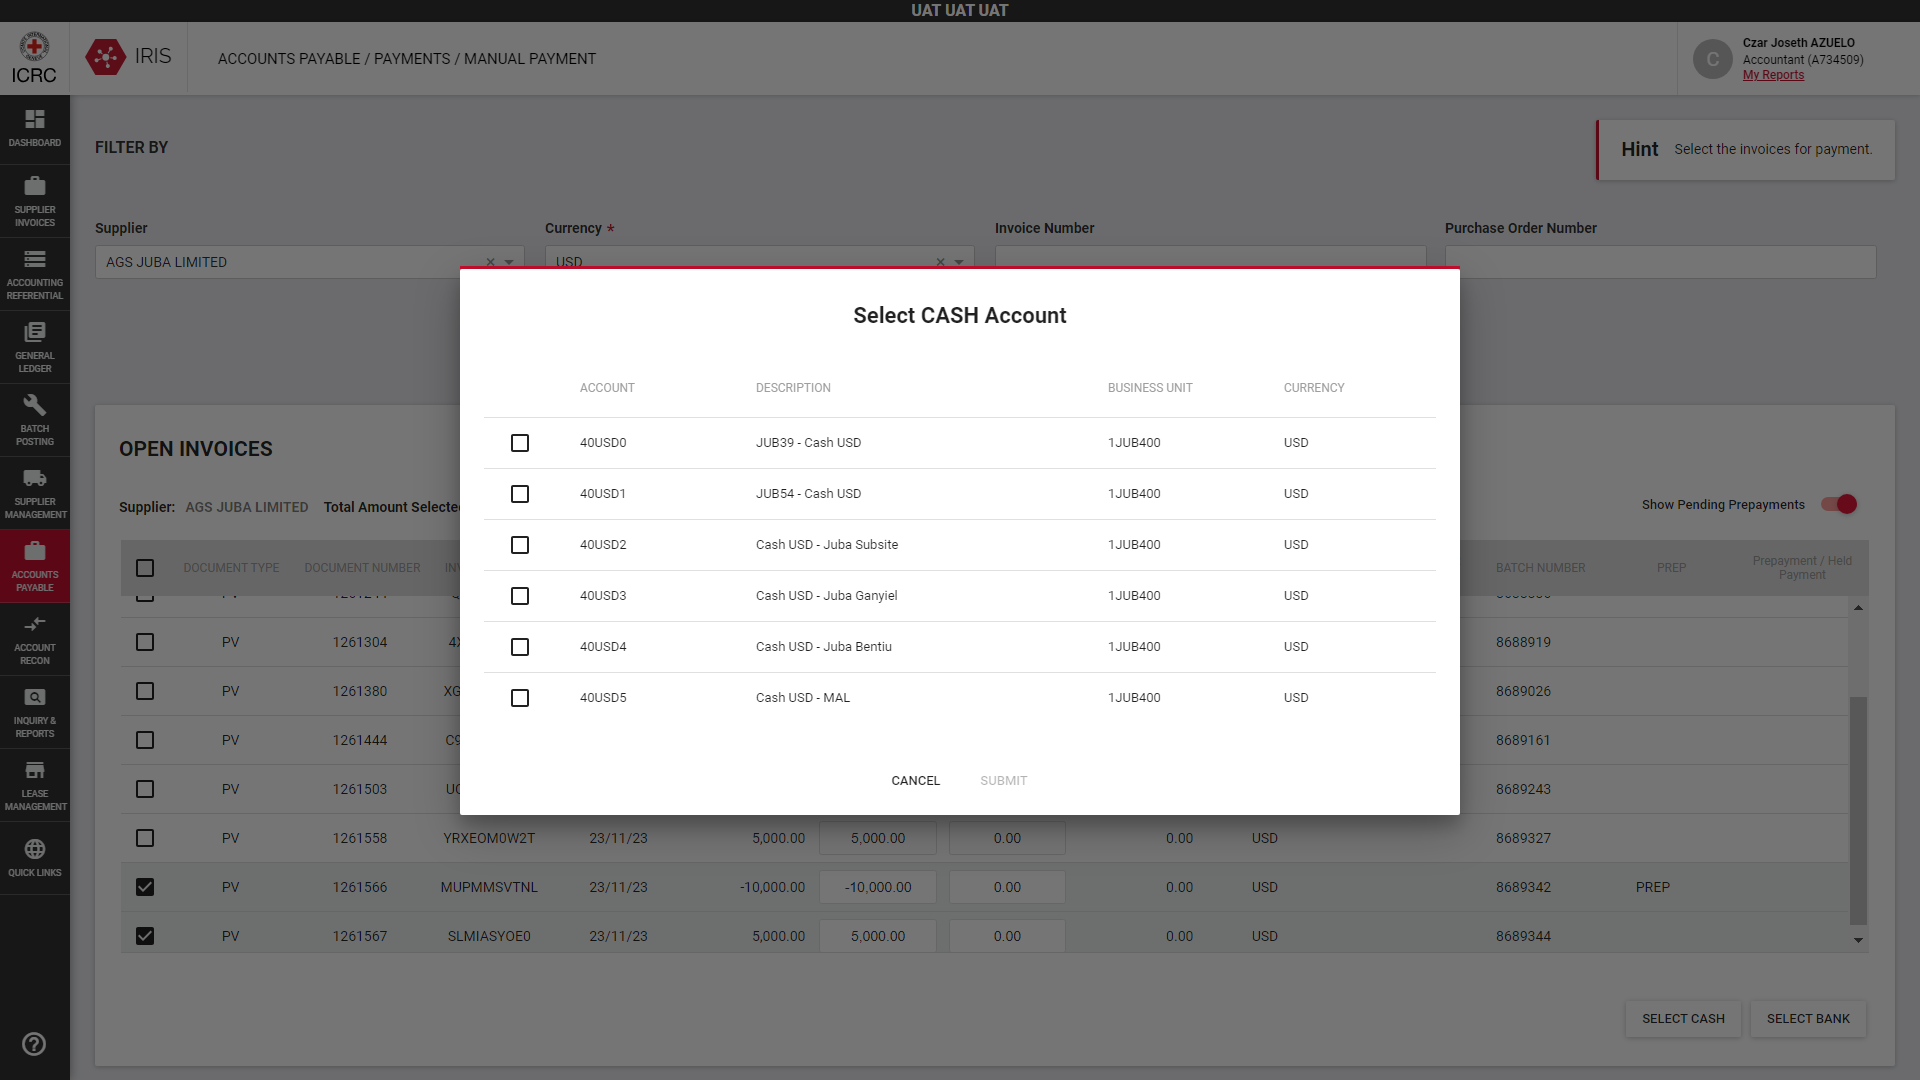 UAT UAT UAT
ICRC
IRIS
ACCOUNTS PAYABLE / PAYMENTS / MANUAL PAYMENT
C
Czar Joseth AZUELO
Accountant (A734509)
My Reports
DASHBOARD
SUPPLIER INVOICES
ACCOUNTING REFERENTIAL
GENERAL LEDGER
BATCH POSTING
SUPPLIER MANAGEMENT
ACCOUNTS PAYABLE
ACCOUNT RECON
INQUIRY & REPORTS
LEASE MANAGEMENT
QUICK LINKS
FILTER BY
Hint Select the invoices for payment.
Supplier Currency * Invoice Number Purchase Order Number
AGS JUBA LIMITED USD
Select CASH Account
ACCOUNT DESCRIPTION BUSINESS UNIT CURRENCY
40USD0 JUB39 - Cash USD 1JUB400 USD
40USD1 JUB54 - Cash USD 1JUB400 USD
40USD2 Cash USD - Juba Subsite 1JUB400 USD
40USD3 Cash USD - Juba Ganyiel 1JUB400 USD
40USD4 Cash USD - Juba Bentiu 1JUB400 USD
40USD5 Cash USD - MAL 1JUB400 USD
CANCEL SUBMIT
OPEN INVOICES
Supplier: AGS JUBA LIMITED Total Amount Selected
Show Pending Prepayments
DOCUMENT TYPE DOCUMENT NUMBER BATCH NUMBER PREP Prepayment / Held Payment
PV 1261304 8688919
PV 1261380 XG 8689026
PV 1261444 C9 8689161
PV 1261503 8689243
PV 1261558 YRXEOM0W2T 23/11/23 5,000.00 5,000.00 0.00 0.00 USD 8689327
PV 1261566 MUPMMSVTNL 23/11/23 -10,000.00 -10,000.00 0.00 0.00 USD 8689342 PREP
PV 1261567 SLMIASYOE0 23/11/23 5,000.00 5,000.00 0.00 0.00 USD 8689344
SELECT CASH SELECT BANK